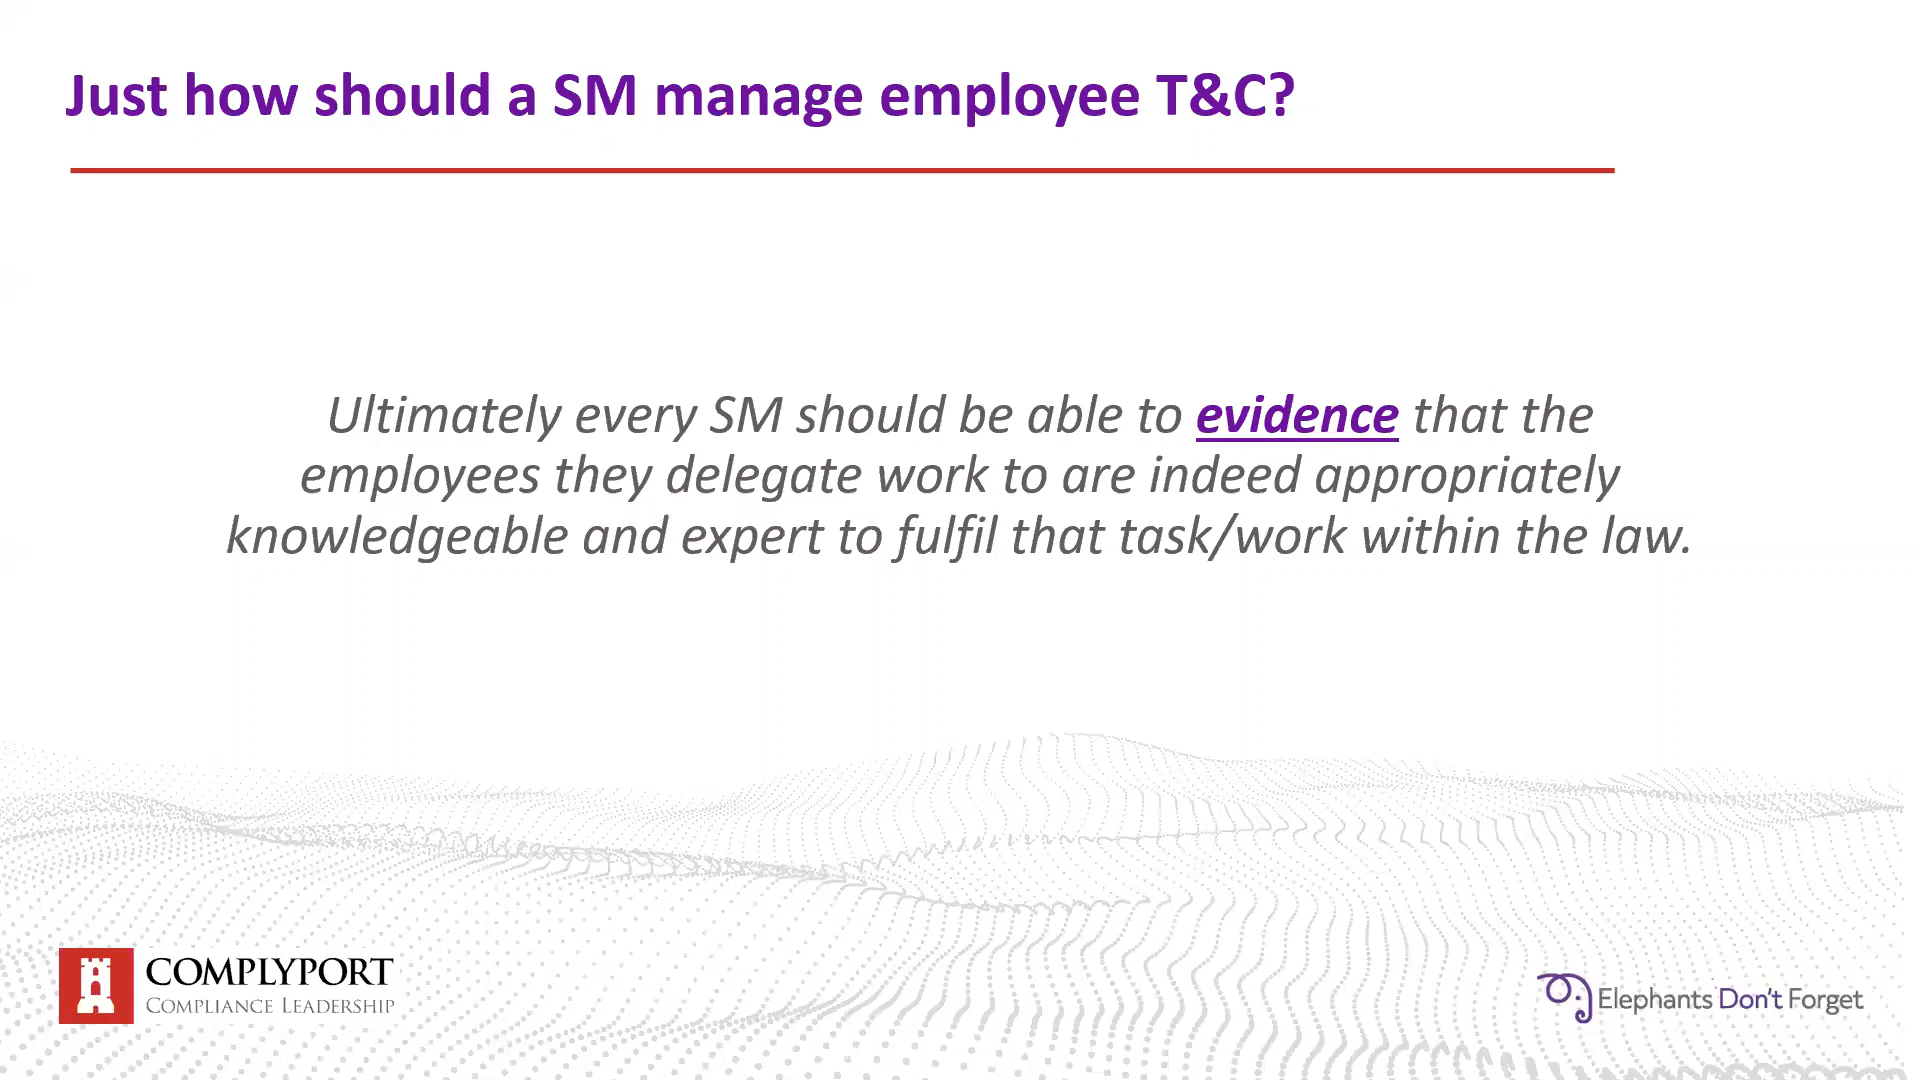 Just how should a SM manage employee T&C?
Ultimately every SM should be able to evidence that the
employees they delegate work to are indeed appropriately
knowledgeable and expert to fulfil that task/work within the law.
COMPLYPORT
COMPLIANCE LEADERSHIP
Elephants Don't Forget